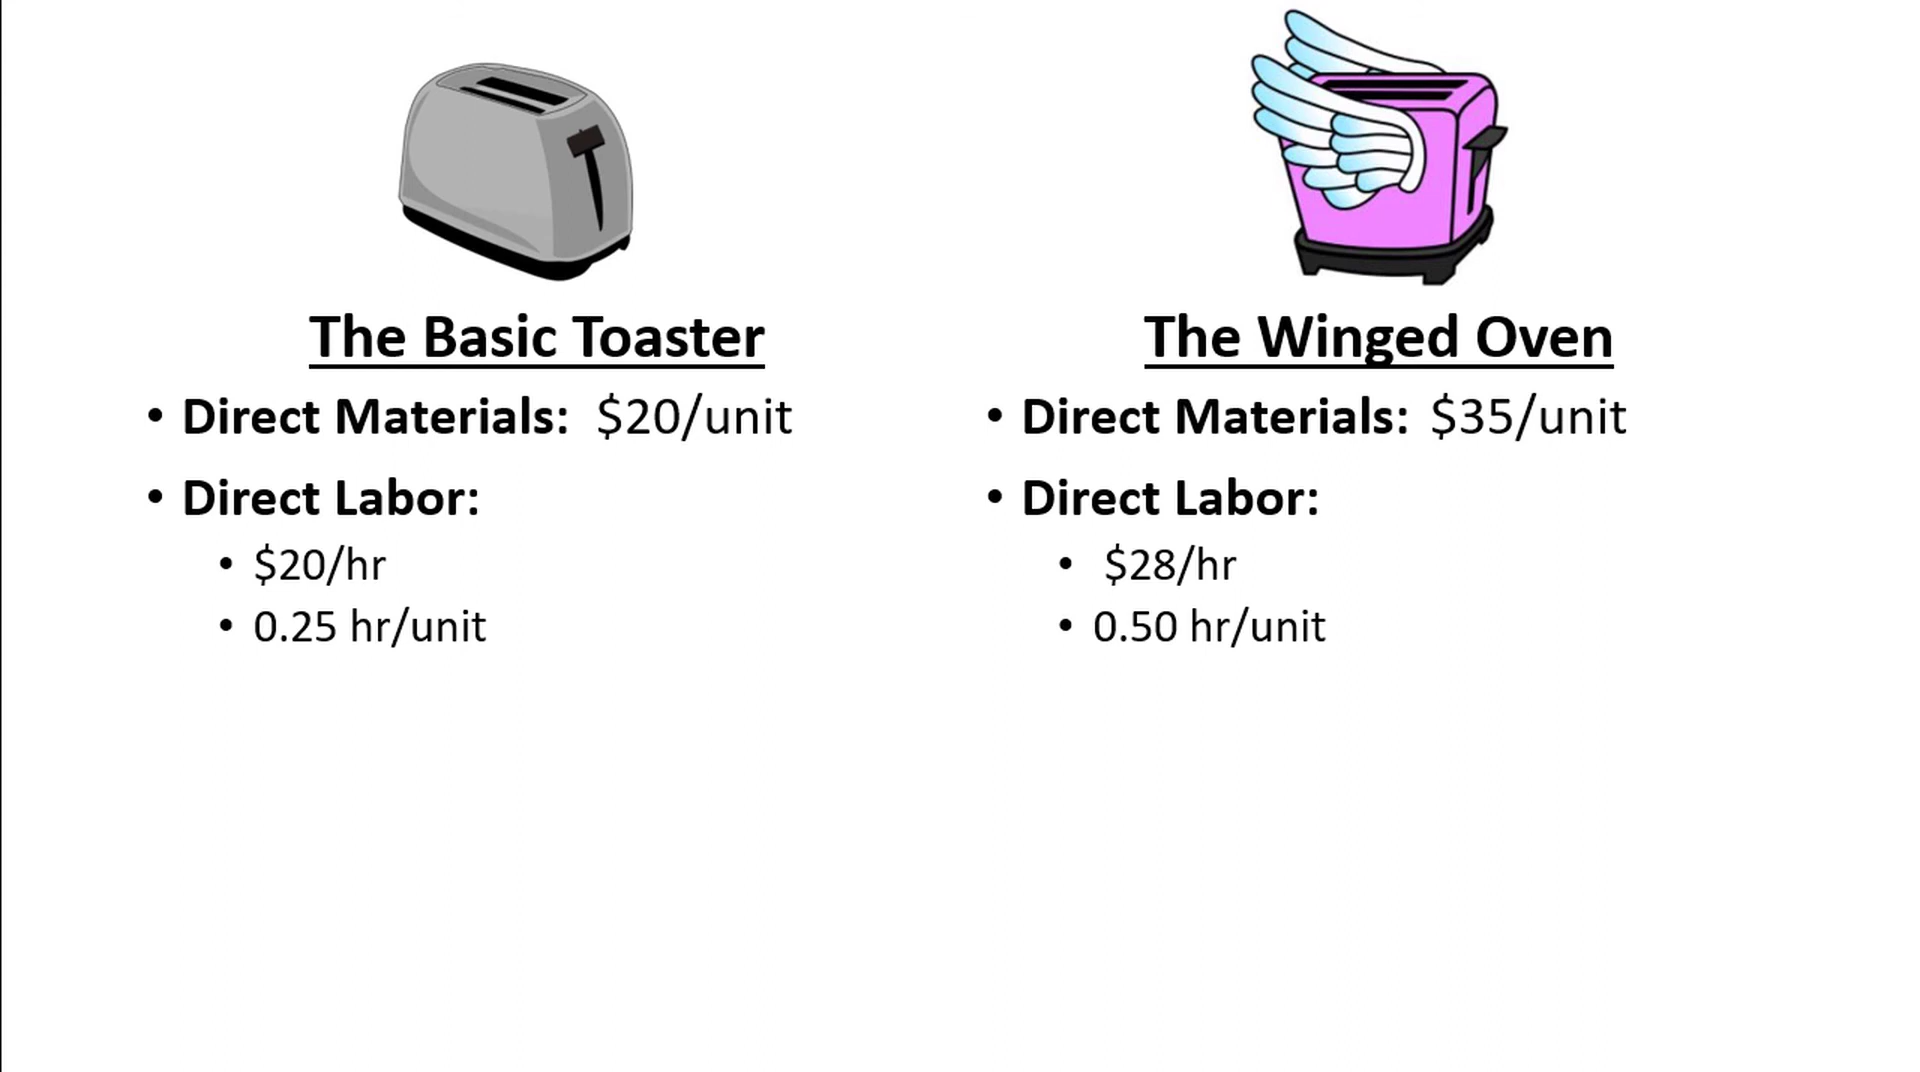 The Basic Toaster
• Direct Materials: $20/unit
• Direct Labor:
• $20/hr
• 0.25 hr/unit
The Winged Oven
• Direct Materials: $35/unit
• Direct Labor:
• $28/hr
• 0.50 hr/unit